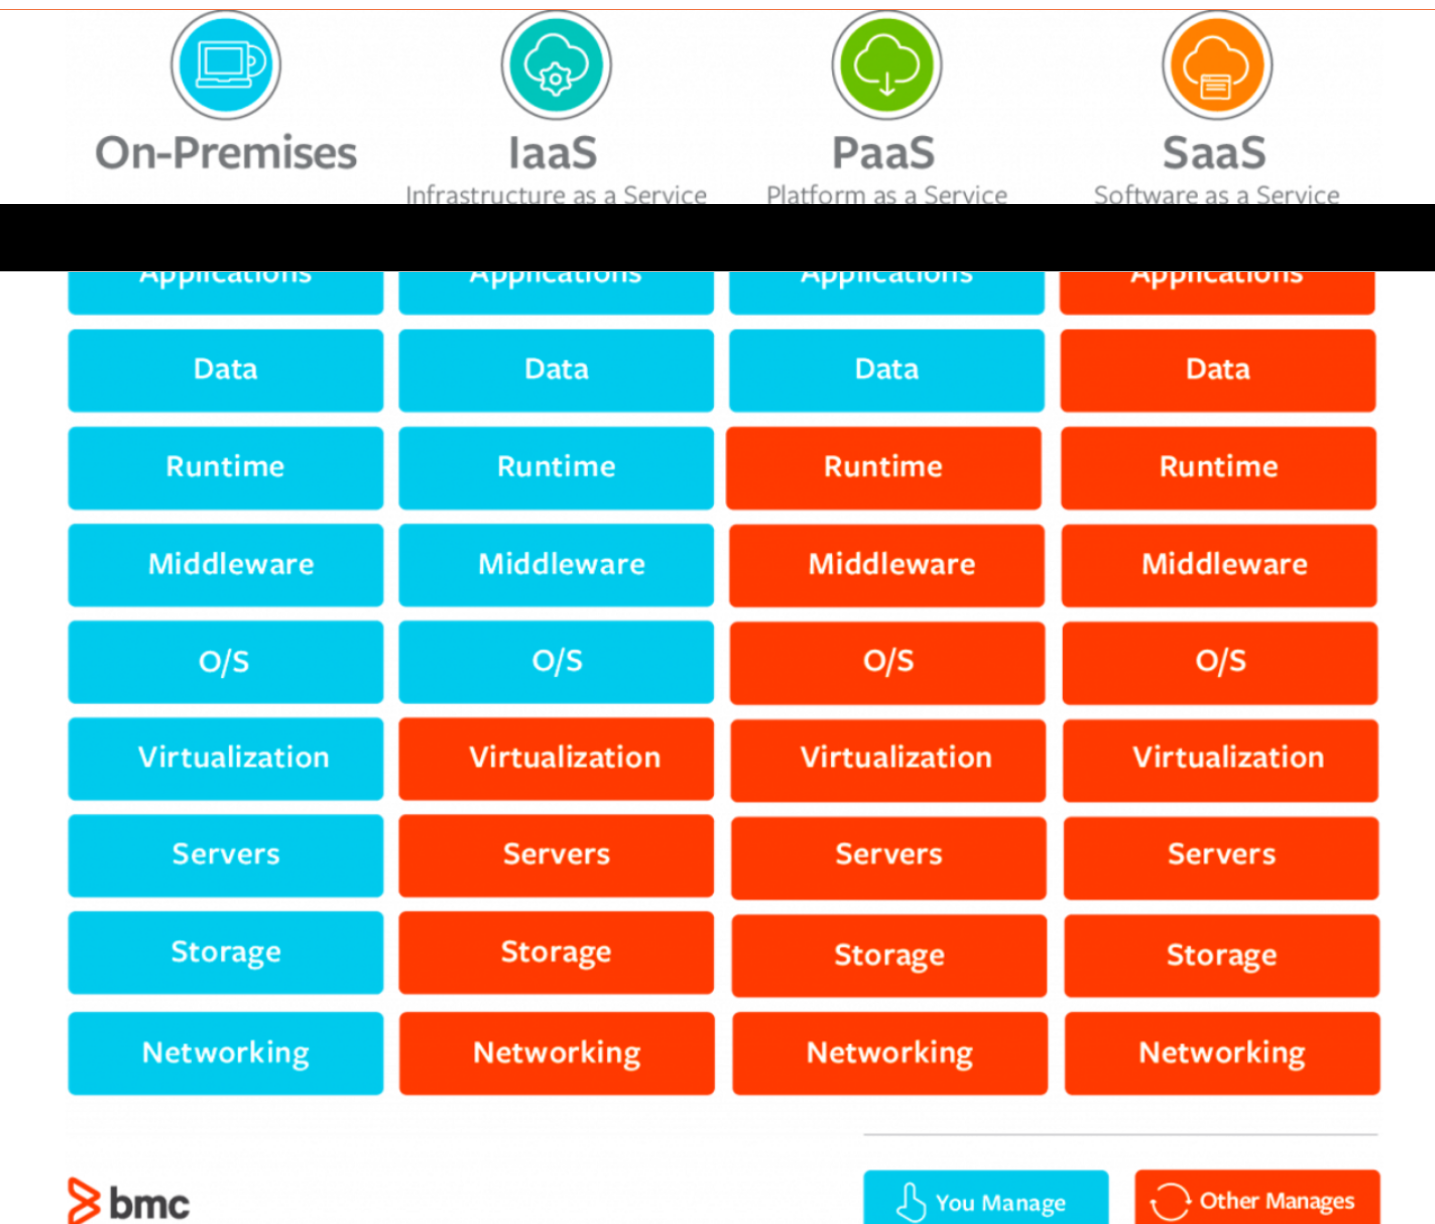 On-Premises IaaS PaaS SaaS
Infrastructure as a Service Platform as a Service Software as a Service
Applications Applications Applications Applications
Data Data Data Data
Runtime Runtime Runtime Runtime
Middleware Middleware Middleware Middleware
O/S O/S O/S O/S
Virtualization Virtualization Virtualization Virtualization
Servers Servers Servers Servers
Storage Storage Storage Storage
Networking Networking Networking Networking
bmc You Manage Other Manages